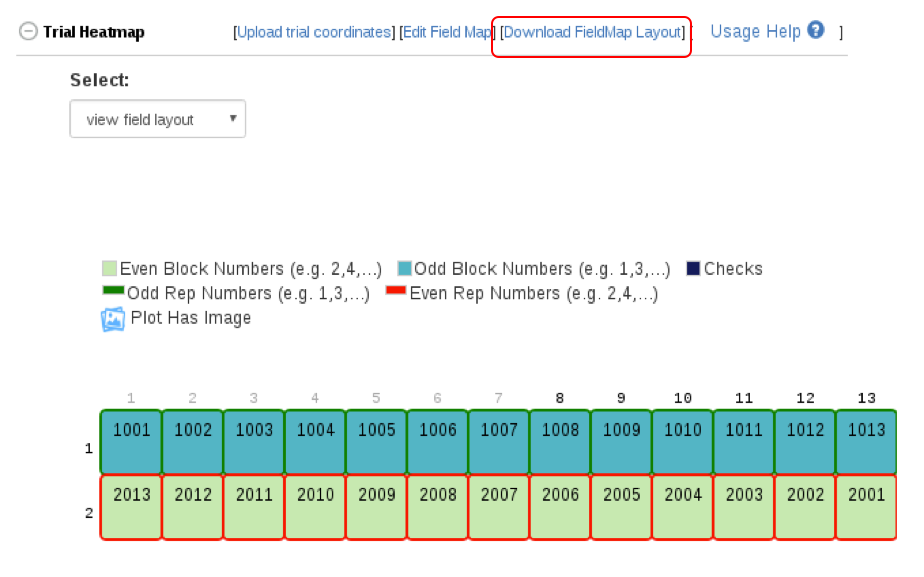 Trial Heatmap [Upload trial coordinates] [Edit Field Map] [Download FieldMap Layout] [ Usage Help ? ]
Select:
view field layout
Even Block Numbers (e.g. 2,4,...) Odd Block Numbers (e.g. 1,3,...) Checks
Odd Rep Numbers (e.g. 1,3,...) Even Rep Numbers (e.g. 2,4,...)
Plot Has Image
1 2 3 4 5 6 7 8 9 10 11 12 13
1 1001 1002 1003 1004 1005 1006 1007 1008 1009 1010 1011 1012 1013
2 2013 2012 2011 2010 2009 2008 2007 2006 2005 2004 2003 2002 2001